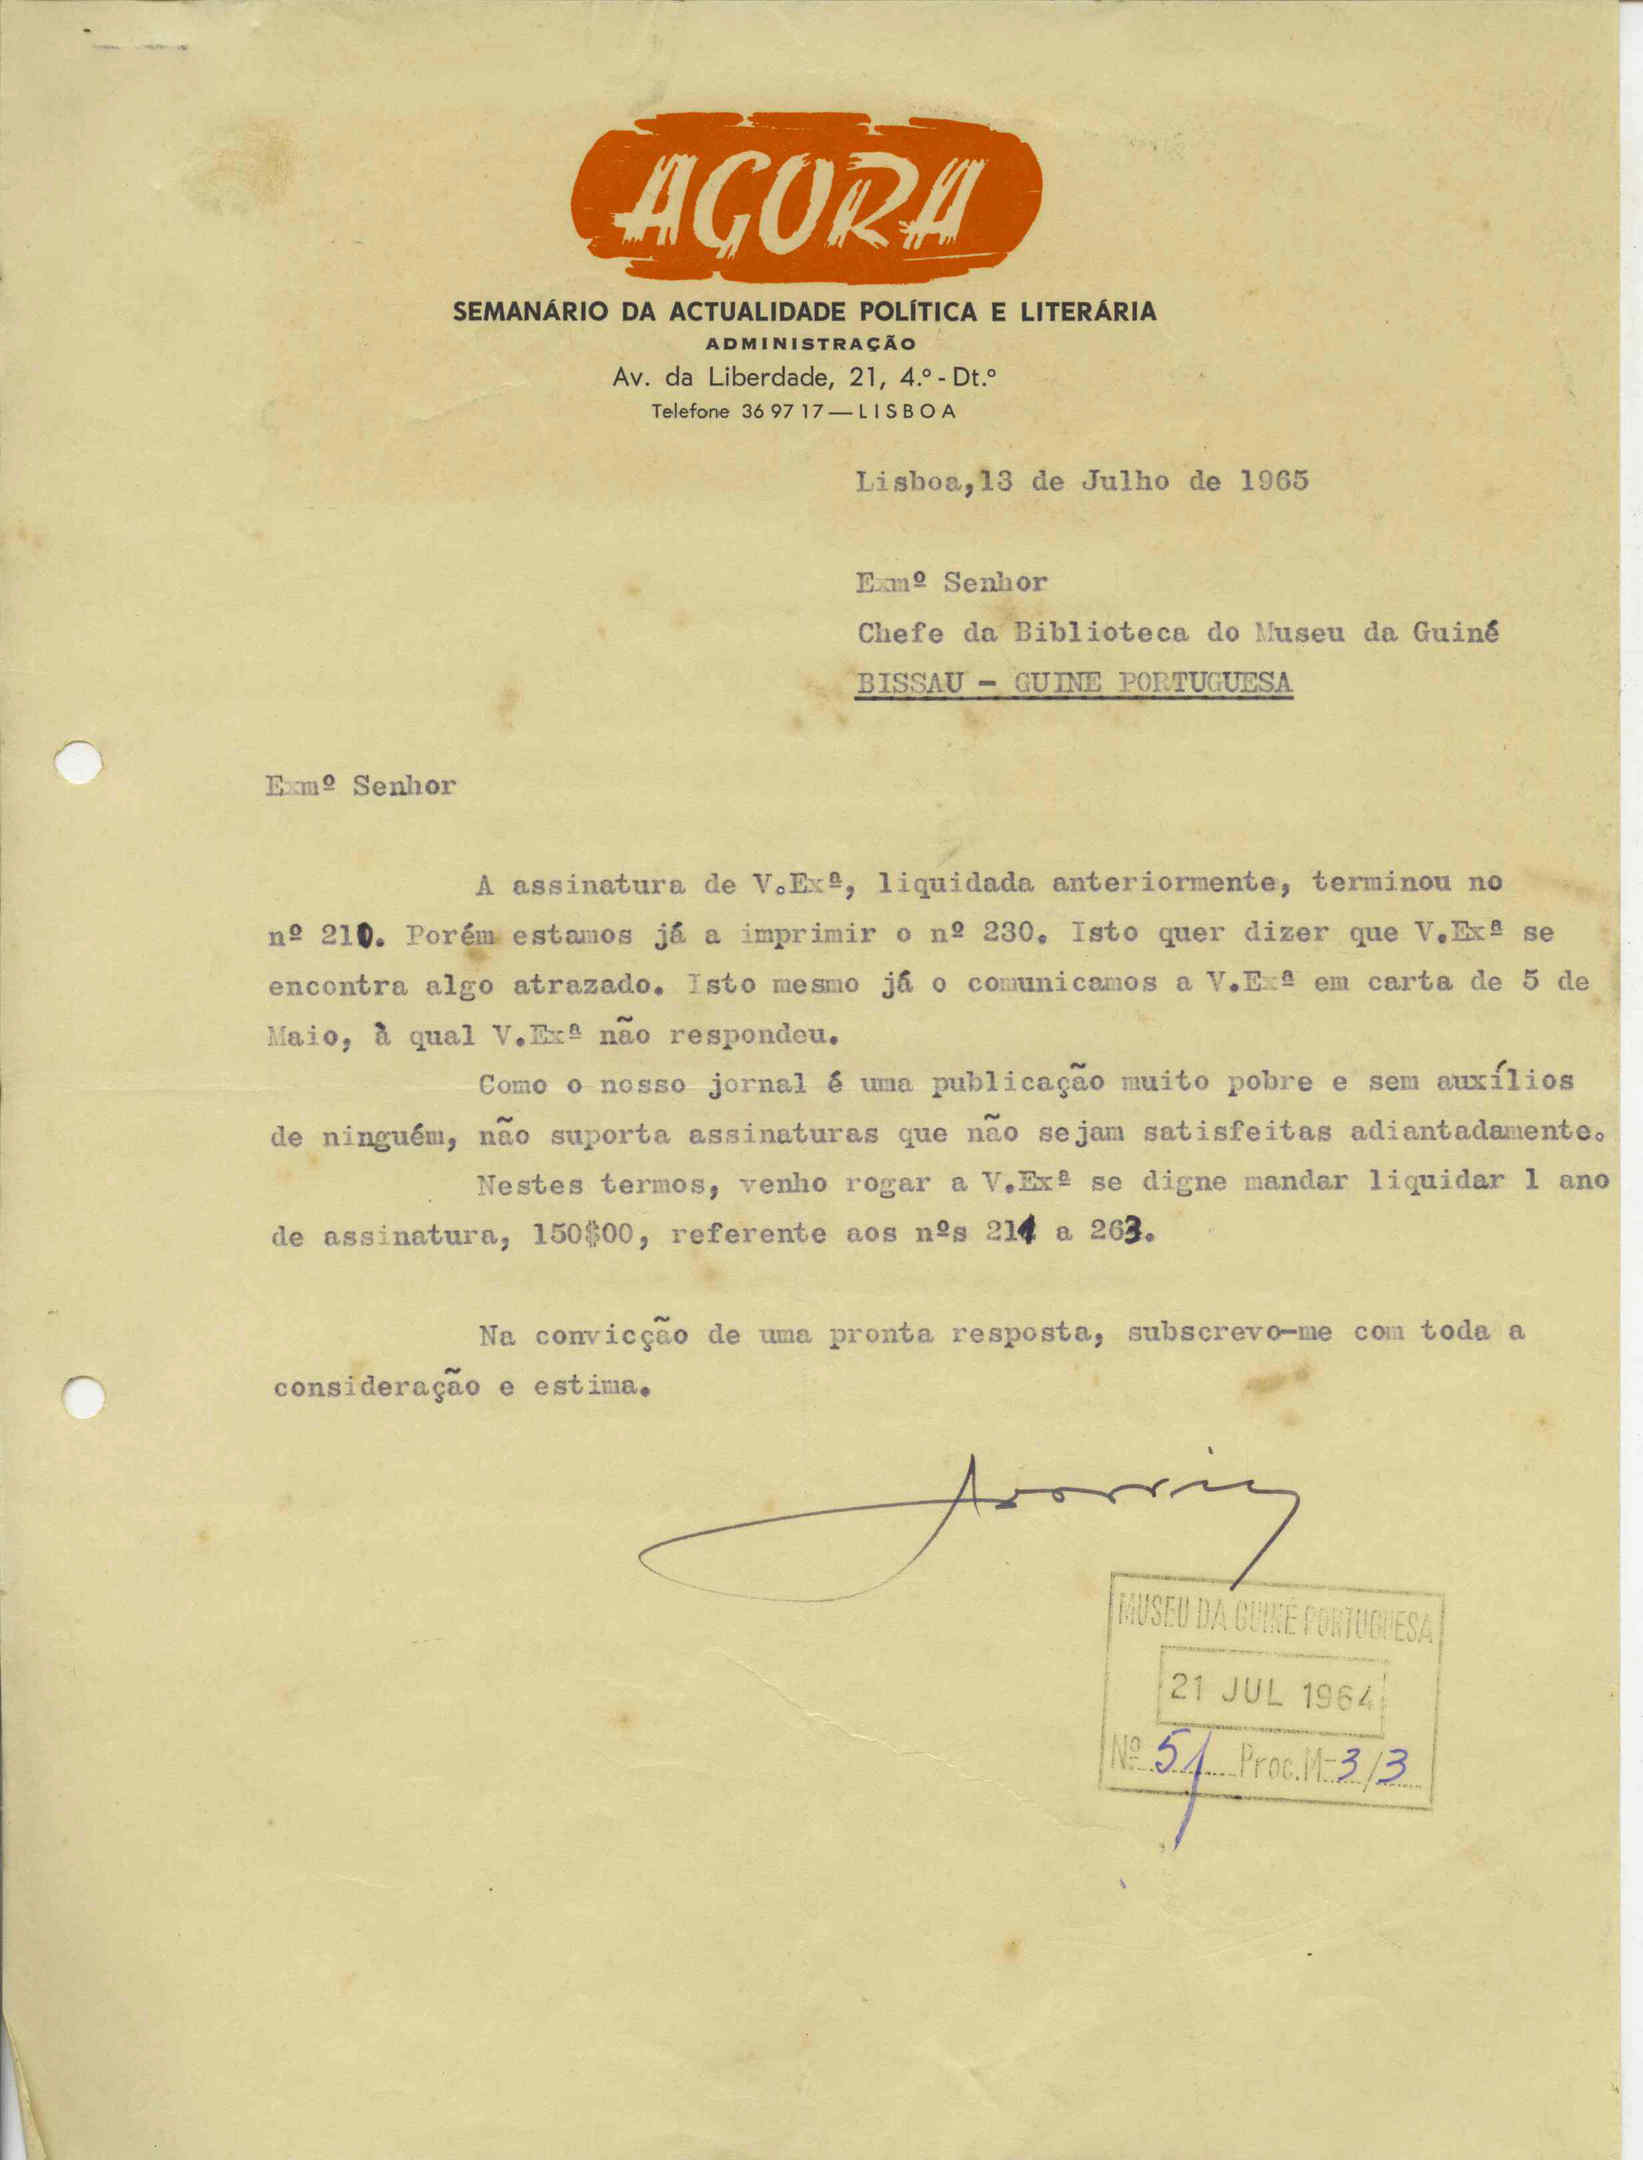 AGORA
SEMANÁRIO DA ACTUALIDADE POLÍTICA E LITERÁRIA
ADMINISTRAÇÃO
Av. da Liberdade, 21, 4.º - Dt.º
Telefone 36 97 17 — LISBOA
Lisboa,13 de Julho de 1965
Exmº Senhor
Chefe da Biblioteca do Museu da Guiné
BISSAU - GUINE PORTUGUESA
Exmº Senhor
A assinatura de V.Exª, liquidada anteriormente, terminou no
nº 210. Porém estamos já a imprimir o nº 230. Isto quer dizer que V.Exª se
encontra algo atrazado. Isto mesmo já o comunicamos a V.Exª em carta de 5 de
Maio, à qual V.Exª não respondeu.
Como o nosso jornal é uma publicação muito pobre e sem auxílios
de ninguém, não suporta assinaturas que não sejam satisfeitas adiantadamente.
Nestes termos, venho rogar a V.Exª se digne mandar liquidar 1 ano
de assinatura, 150$00, referente aos nºs 211 a 263.
Na convicção de uma pronta resposta, subscrevo-me com toda a
consideração e estima.
MUSEU DA GUINÉ PORTUGUESA
21 JUL 1964
Nº 51 Proc. M-3/3